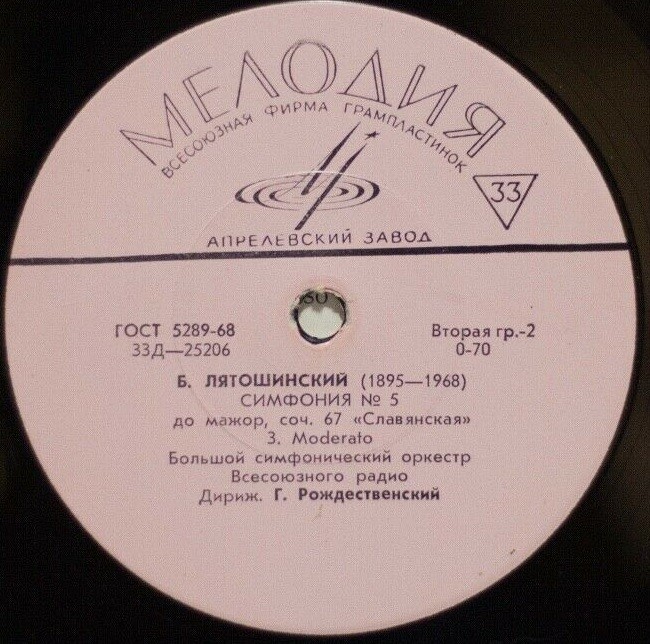 МЕЛОДИЯ
ВСЕСОЮЗНАЯ ФИРМА ГРАМПЛАСТИНОК
33
АПРЕЛЕВСКИЙ ЗАВОД
ГОСТ 5289-68
33Д—25206
Вторая гр.-2
0-70
Б. ЛЯТОШИНСКИЙ (1895—1968)
СИМФОНИЯ № 5
до мажор, соч. 67 «Славянская»
3. Moderato
Большой симфонический оркестр
Всесоюзного радио
Дириж. Г. Рождественский